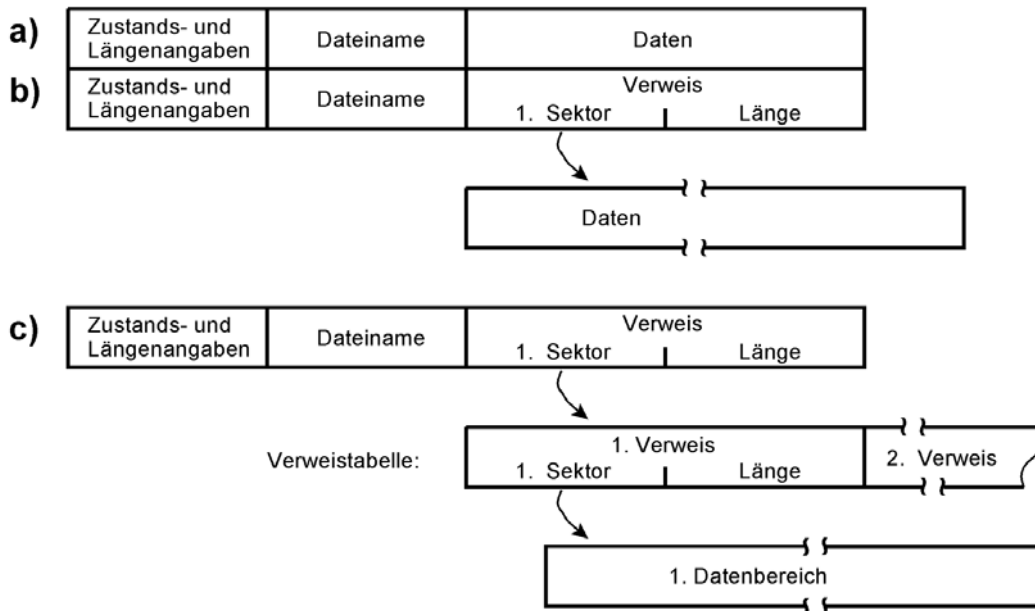 a)
Zustands- und
Längenangaben
Dateiname
Daten
b)
Zustands- und
Längenangaben
Dateiname
Verweis
1. Sektor
Länge
Daten
c)
Zustands- und
Längenangaben
Dateiname
Verweis
1. Sektor
Länge
Verweistabelle:
1. Verweis
1. Sektor
Länge
2. Verweis
1. Datenbereich